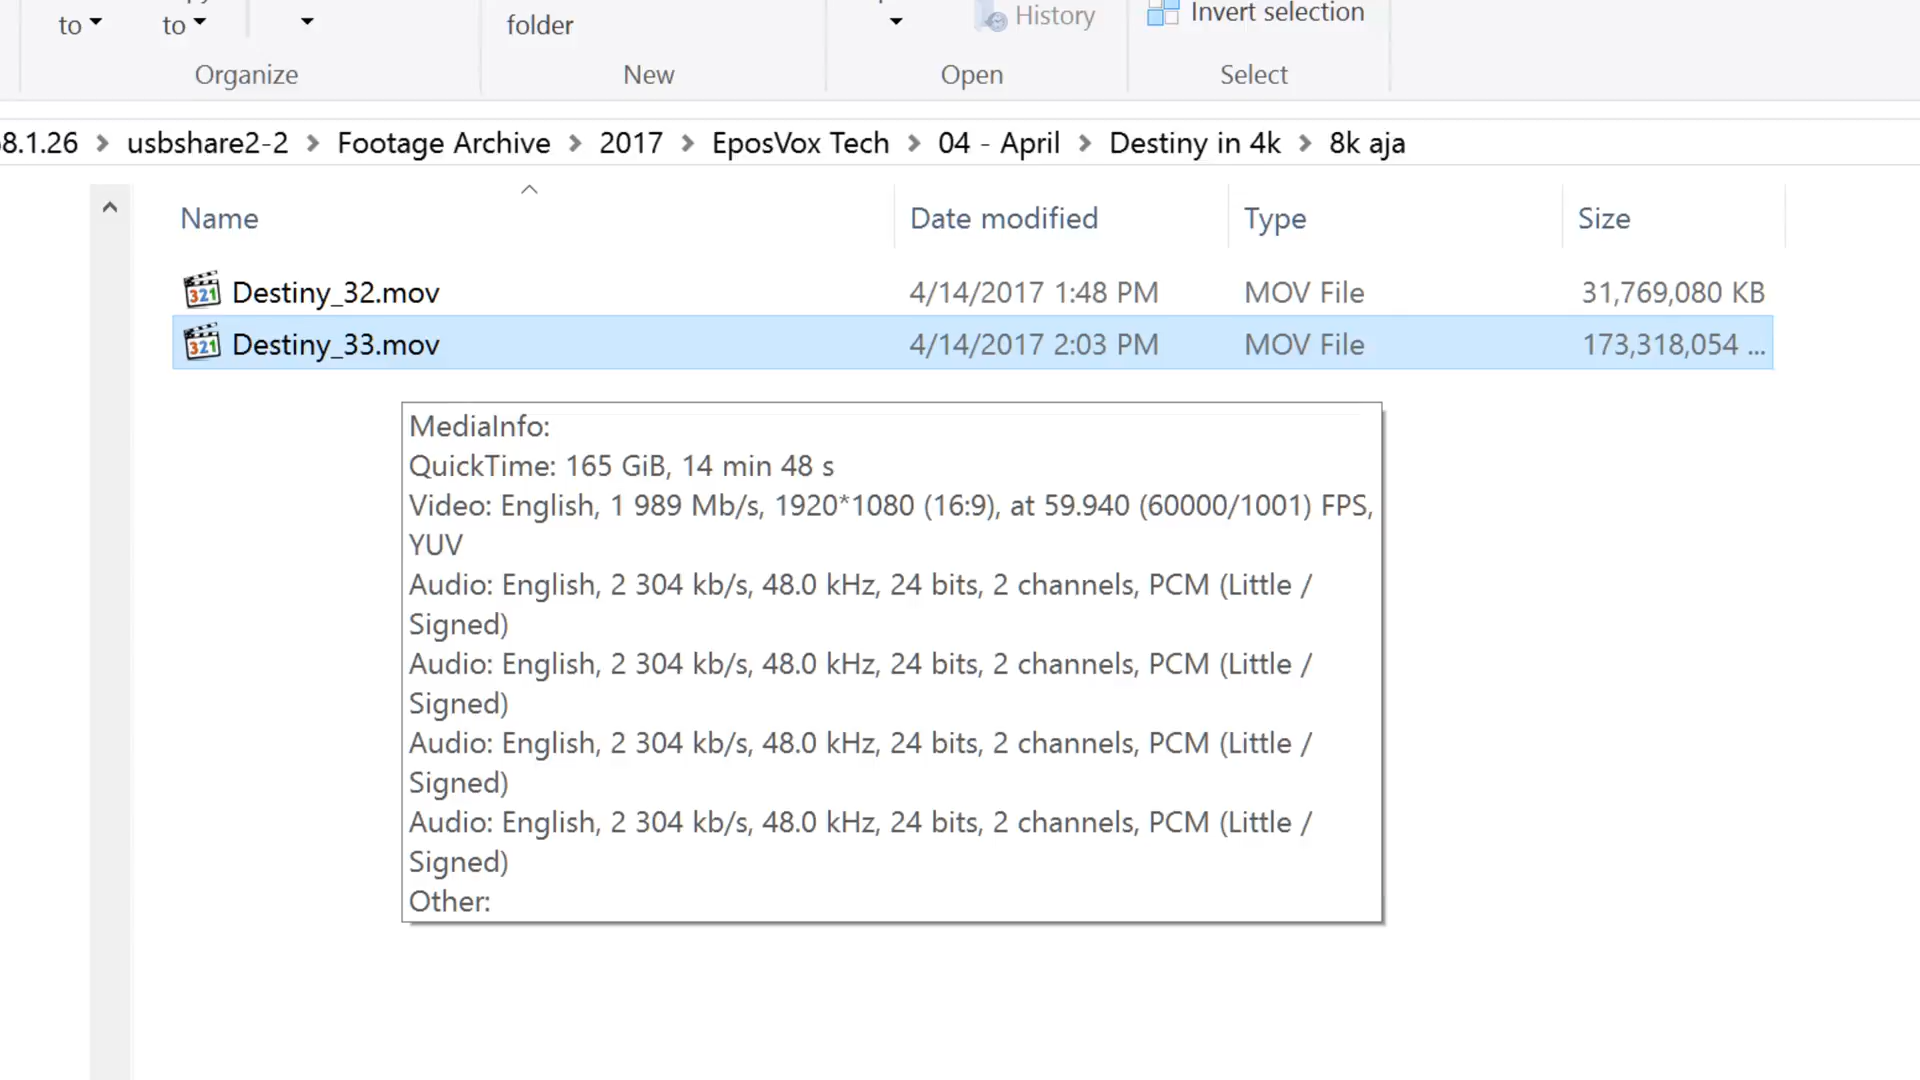 to
to
folder
History
Invert selection
Organize
New
Open
Select
8.1.26 > usbshare2-2 > Footage Archive > 2017 > EposVox Tech > 04 - April > Destiny in 4k > 8k aja
Name Date modified Type Size
Destiny_32.mov 4/14/2017 1:48 PM MOV File 31,769,080 KB
Destiny_33.mov 4/14/2017 2:03 PM MOV File 173,318,054 ...
MediaInfo:
QuickTime: 165 GiB, 14 min 48 s
Video: English, 1 989 Mb/s, 1920*1080 (16:9), at 59.940 (60000/1001) FPS,
YUV
Audio: English, 2 304 kb/s, 48.0 kHz, 24 bits, 2 channels, PCM (Little /
Signed)
Audio: English, 2 304 kb/s, 48.0 kHz, 24 bits, 2 channels, PCM (Little /
Signed)
Audio: English, 2 304 kb/s, 48.0 kHz, 24 bits, 2 channels, PCM (Little /
Signed)
Audio: English, 2 304 kb/s, 48.0 kHz, 24 bits, 2 channels, PCM (Little /
Signed)
Other: